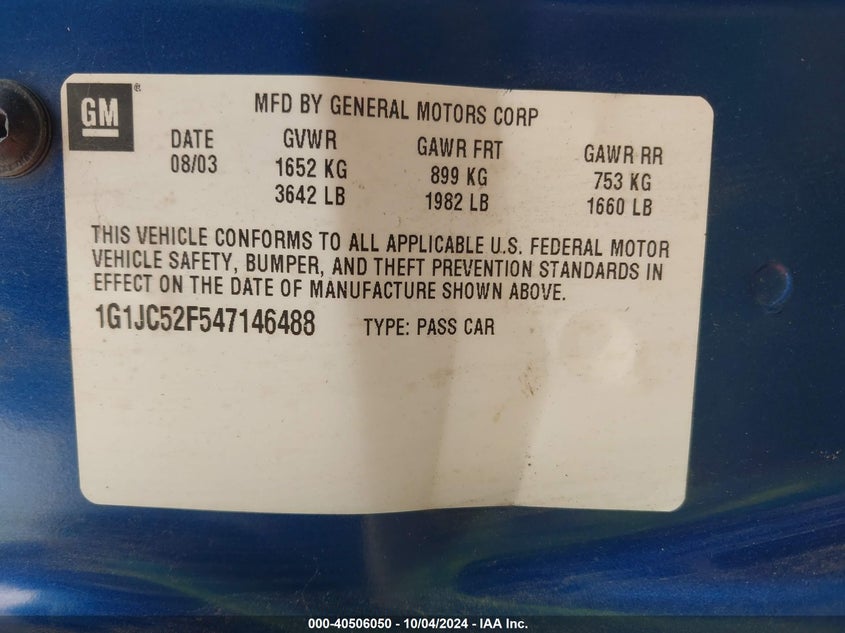 GM
MFD BY GENERAL MOTORS CORP
DATE GVWR GAWR FRT GAWR RR
08/03 1652 KG 899 KG 753 KG
3642 LB 1982 LB 1660 LB
THIS VEHICLE CONFORMS TO ALL APPLICABLE U.S. FEDERAL MOTOR
VEHICLE SAFETY, BUMPER, AND THEFT PREVENTION STANDARDS IN
EFFECT ON THE DATE OF MANUFACTURE SHOWN ABOVE.
1G1JC52F547146488 TYPE: PASS CAR
000-40506050 - 10/04/2024 - IAA Inc.